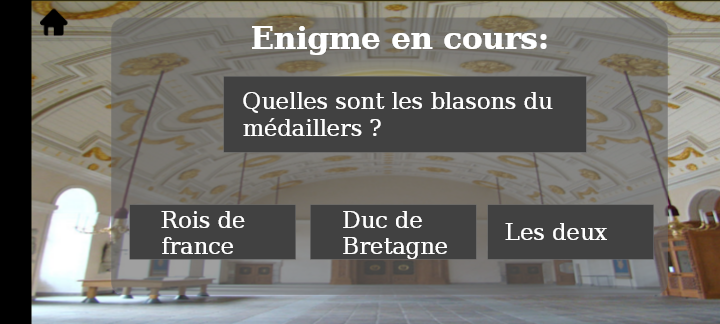 Enigme en cours:
Quelles sont les blasons du
médaillers ?
Rois de
france
Duc de
Bretagne
Les deux